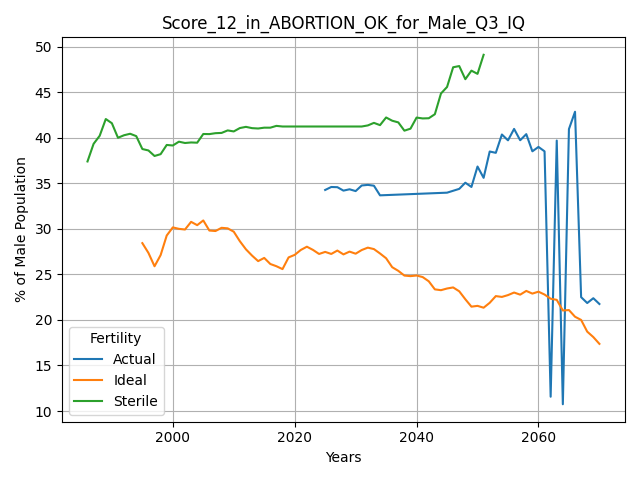 Score_12_in_ABORTION_OK_for_Male_Q3_IQ
50
45
40
35
30
25
20
15
10
% of Male Population
Fertility
Actual
Ideal
Sterile
2000
2020
2040
2060
Years